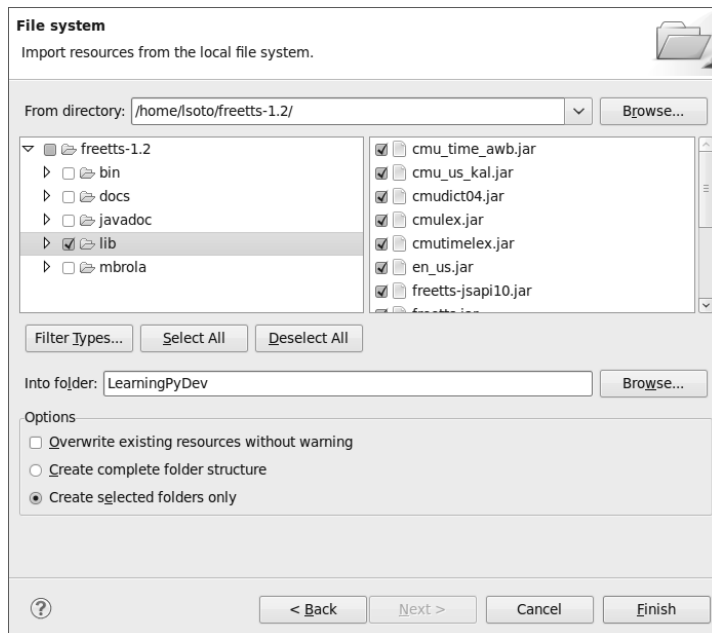 File system
Import resources from the local file system.
From directory: /home/lsoto/freetts-1.2/ Browse...
freetts-1.2
bin
docs
javadoc
lib
mbrola
cmu_time_awb.jar
cmu_us_kal.jar
cmudict04.jar
cmulex.jar
cmutimelex.jar
en_us.jar
freetts-jsapi10.jar
Filter Types... Select All Deselect All
Into folder: LearningPyDev Browse...
Options
Overwrite existing resources without warning
Create complete folder structure
Create selected folders only
? < Back Next > Cancel Finish